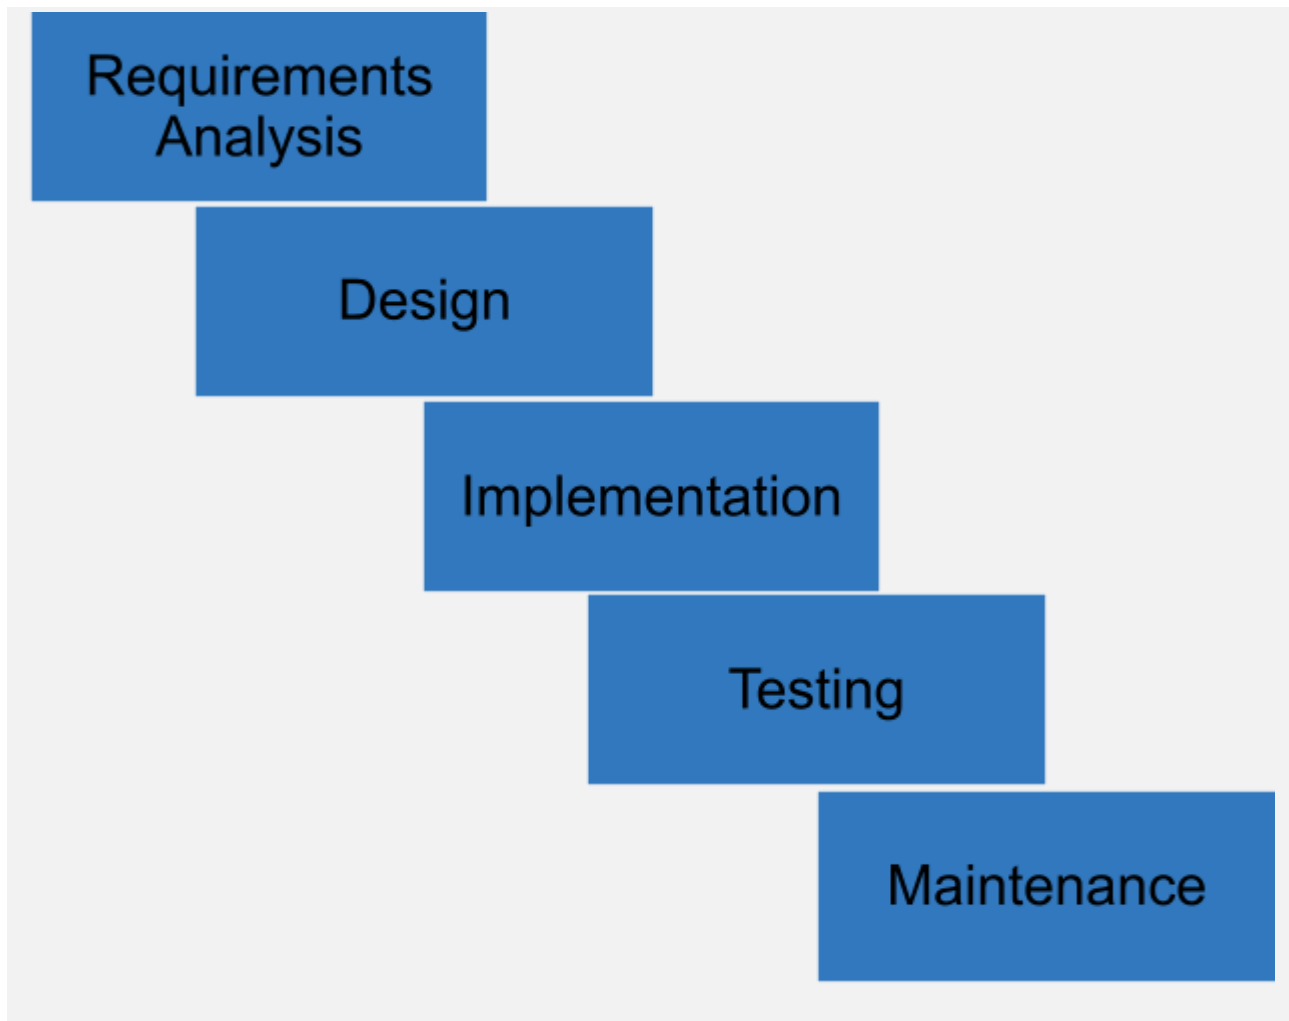 Requirements
Analysis
Design
Implementation
Testing
Maintenance